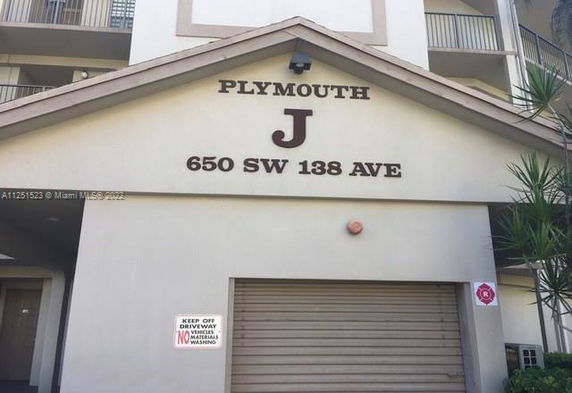 PLYMOUTH
J
650 SW 138 AVE
A11251523 © Miami MLS® 2022
KEEP OFF
DRIVEWAY
NO VEHICLES
MATERIALS
WASHING
R